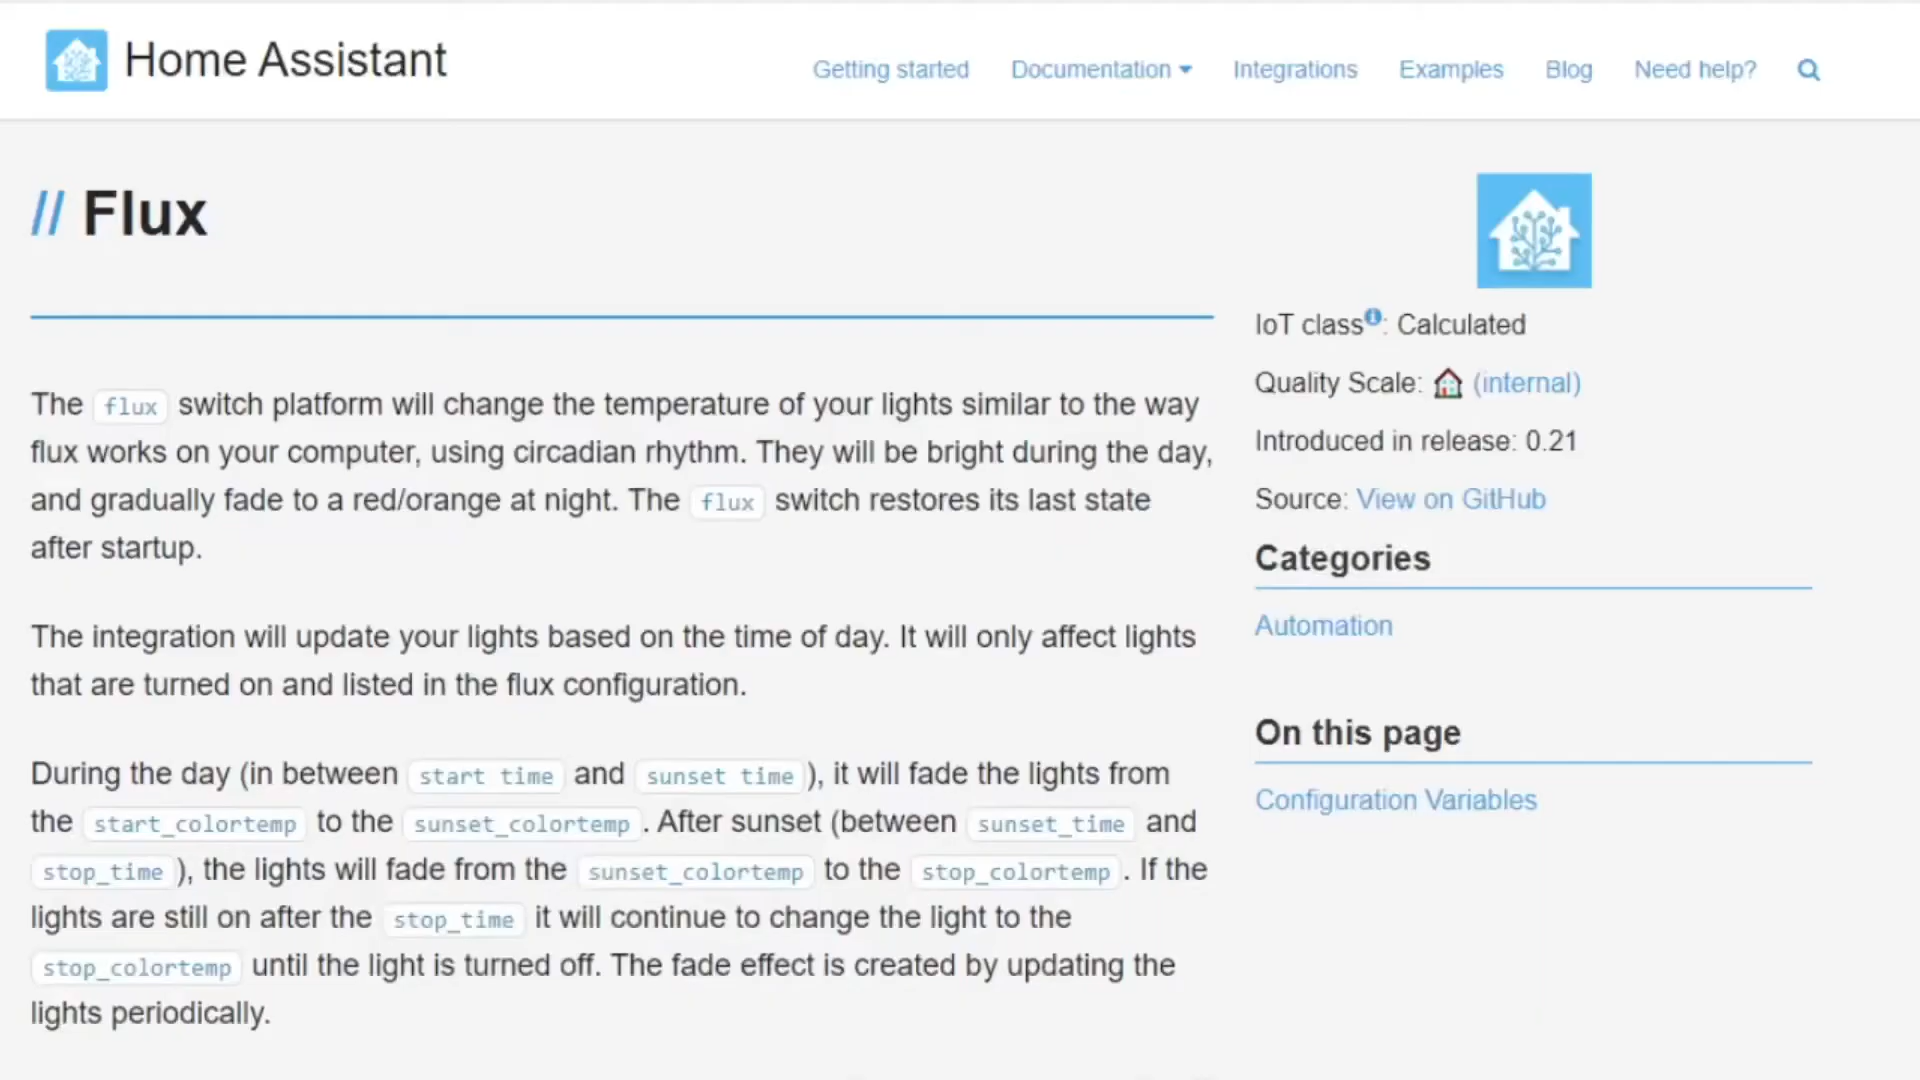 Home Assistant
Getting started Documentation Integrations Examples Blog Need help?
// Flux
The flux switch platform will change the temperature of your lights similar to the way
flux works on your computer, using circadian rhythm. They will be bright during the day,
and gradually fade to a red/orange at night. The flux switch restores its last state
after startup.
The integration will update your lights based on the time of day. It will only affect lights
that are turned on and listed in the flux configuration.
During the day (in between start time and sunset time), it will fade the lights from
the start_colortemp to the sunset_colortemp. After sunset (between sunset_time and
stop_time), the lights will fade from the sunset_colortemp to the stop_colortemp. If the
lights are still on after the stop_time it will continue to change the light to the
stop_colortemp until the light is turned off. The fade effect is created by updating the
lights periodically.
IoT class: Calculated
Quality Scale: (internal)
Introduced in release: 0.21
Source: View on GitHub
Categories
Automation
On this page
Configuration Variables